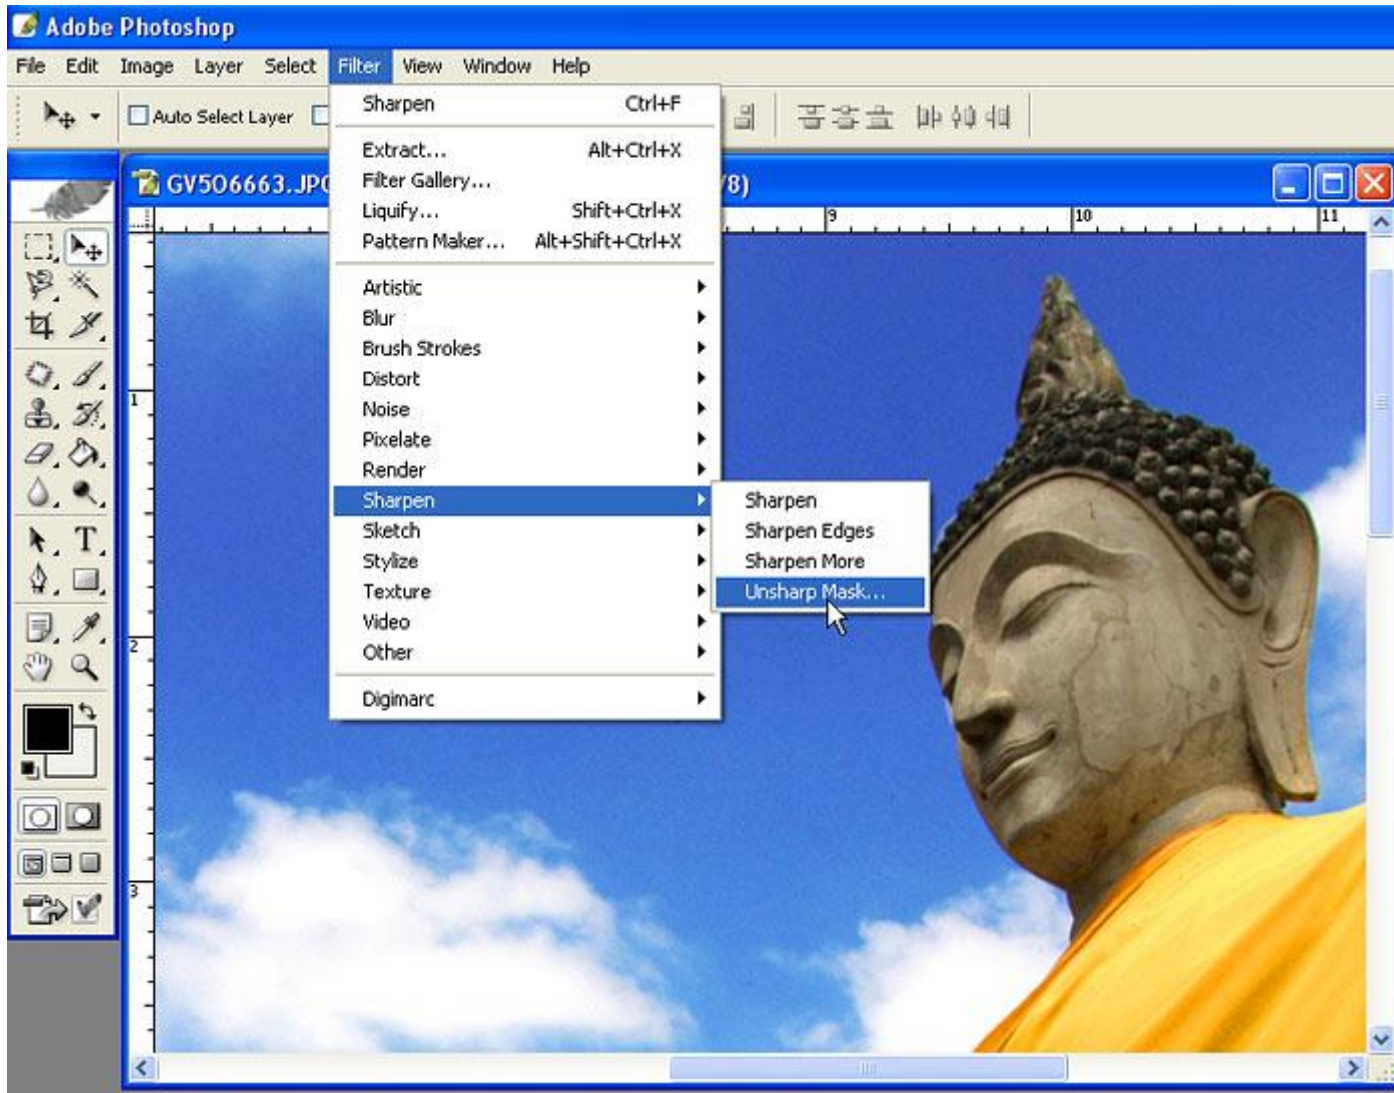 Adobe Photoshop
File Edit Image Layer Select Filter View Window Help
Auto Select Layer
GV506663.JP
/8)
Sharpen Ctrl+F
Extract... Alt+Ctrl+X
Filter Gallery...
Liquify... Shift+Ctrl+X
Pattern Maker... Alt+Shift+Ctrl+X
Artistic
Blur
Brush Strokes
Distort
Noise
Pixelate
Render
Sharpen
Sketch
Stylize
Texture
Video
Other
Digimarc
Sharpen
Sharpen Edges
Sharpen More
Unsharp Mask...
9 10 11
1
2
3
T